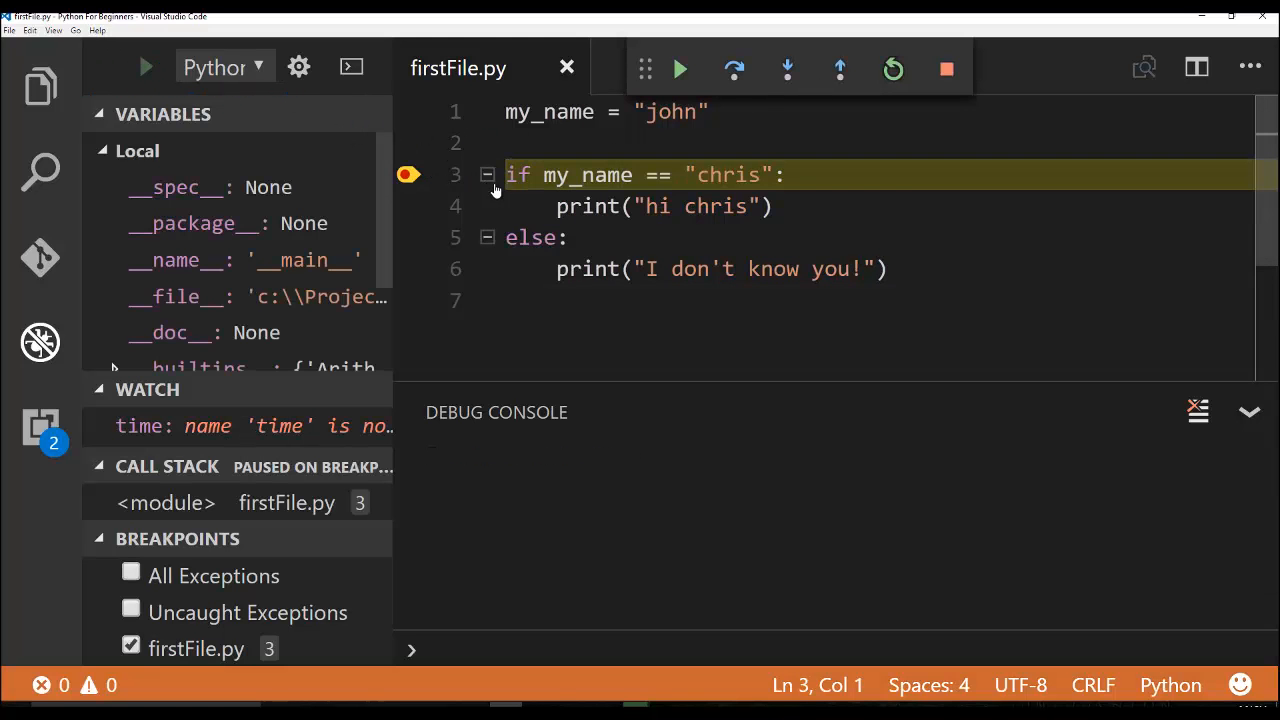 firstFile.py - Python For Beginners - Visual Studio Code
File Edit View Go Help
Python
firstFile.py
VARIABLES
Local
__spec__: None
__package__: None
__name__: '__main__'
__file__: 'c:\\Projec…
__doc__: None
__builtins__: {'Arith
WATCH
time: name 'time' is no…
CALL STACK PAUSED ON BREAKP…
<module> firstFile.py 3
BREAKPOINTS
All Exceptions
Uncaught Exceptions
firstFile.py 3
2
1 my_name = "john"
2
3 if my_name == "chris":
4 print("hi chris")
5 else:
6 print("I don't know you!")
7
DEBUG CONSOLE
0 0
Ln 3, Col 1 Spaces: 4 UTF-8 CRLF Python